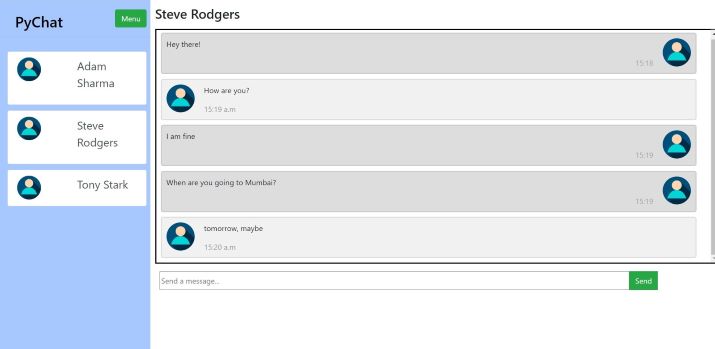 PyChat
Menu
Adam
Sharma
Steve
Rodgers
Tony Stark
Steve Rodgers
Hey there!
15:18
How are you?
15:19 a.m
I am fine
15:19
When are you going to Mumbai?
15:19
tomorrow, maybe
15:20 a.m
Send a message...
Send